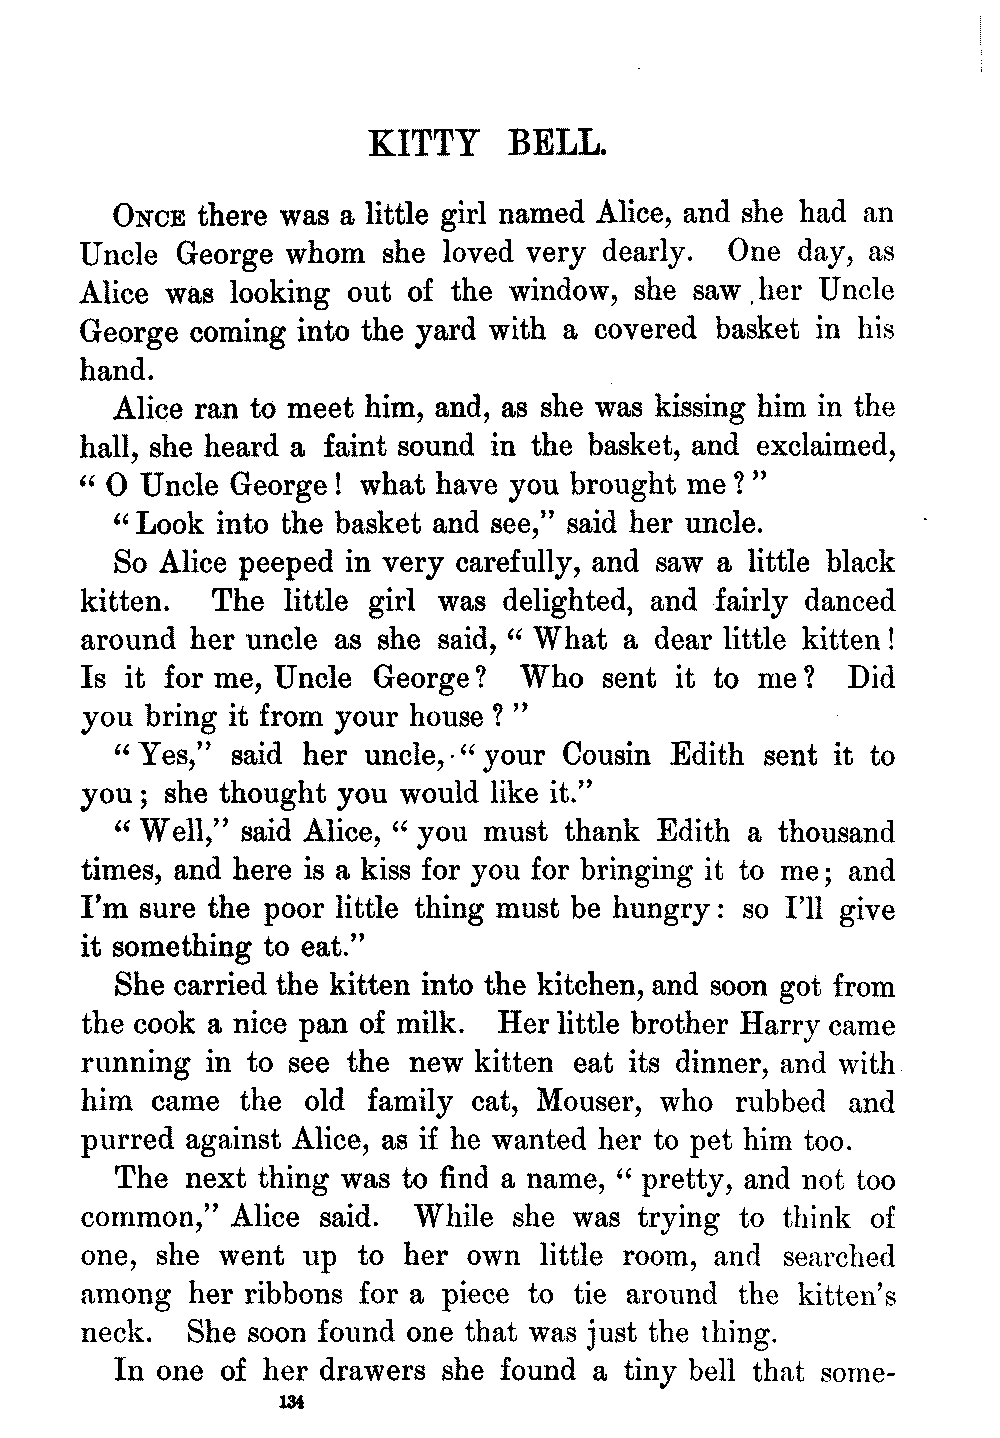 KITTY BELL.
ONCE there was a little girl named Alice, and she had an
Uncle George whom she loved very dearly. One day, as
Alice was looking out of the window, she saw her Uncle
George coming into the yard with a covered basket in his
hand.
Alice ran to meet him, and, as she was kissing him in the
hall, she heard a faint sound in the basket, and exclaimed,
“ O Uncle George ! what have you brought me ? ”
“ Look into the basket and see,” said her uncle.
So Alice peeped in very carefully, and saw a little black
kitten. The little girl was delighted, and fairly danced
around her uncle as she said, “ What a dear little kitten !
Is it for me, Uncle George ? Who sent it to me ? Did
you bring it from your house ? ”
“ Yes,” said her uncle, “ your Cousin Edith sent it to
you ; she thought you would like it.”
“ Well,” said Alice, “ you must thank Edith a thousand
times, and here is a kiss for you for bringing it to me ; and
I’m sure the poor little thing must be hungry : so I’ll give
it something to eat.”
She carried the kitten into the kitchen, and soon got from
the cook a nice pan of milk. Her little brother Harry came
running in to see the new kitten eat its dinner, and with
him came the old family cat, Mouser, who rubbed and
purred against Alice, as if he wanted her to pet him too.
The next thing was to find a name, “ pretty, and not too
common,” Alice said. While she was trying to think of
one, she went up to her own little room, and searched
among her ribbons for a piece to tie around the kitten’s
neck. She soon found one that was just the thing.
In one of her drawers she found a tiny bell that some-
134